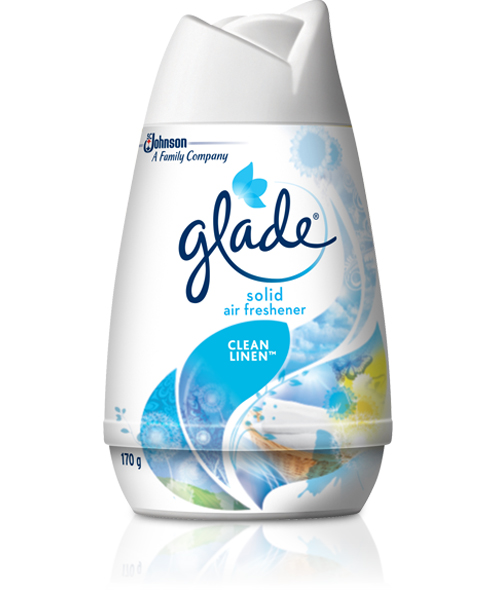 SC Johnson
A Family Company
glade®
solid
air freshener
CLEAN
LINEN™
170 g